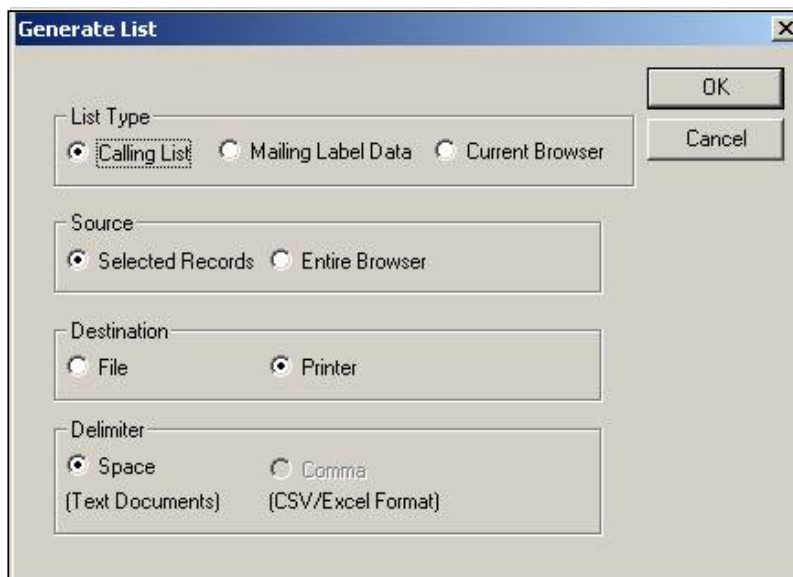 Generate List
OK
List Type
Calling List Mailing Label Data Current Browser
Cancel
Source
Selected Records Entire Browser
Destination
File Printer
Delimiter
Space Comma
(Text Documents) (CSV/Excel Format)